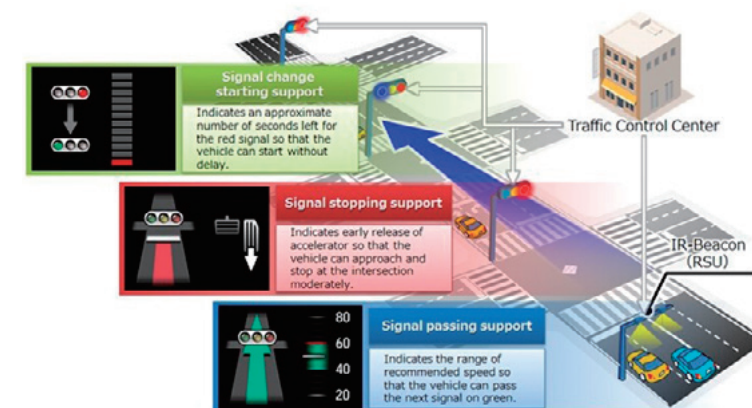 Signal change
starting support
Indicates an approximate
number of seconds left for
the red signal so that the
vehicle can start without
delay.
Traffic Control Center
Signal stopping support
Indicates early release of
accelerator so that the
vehicle can approach and
stop at the intersection
moderately.
IR-Beacon
(RSU)
80
60
40
20
Signal passing support
Indicates the range of
recommended speed so
that the vehicle can pass
the next signal on green.